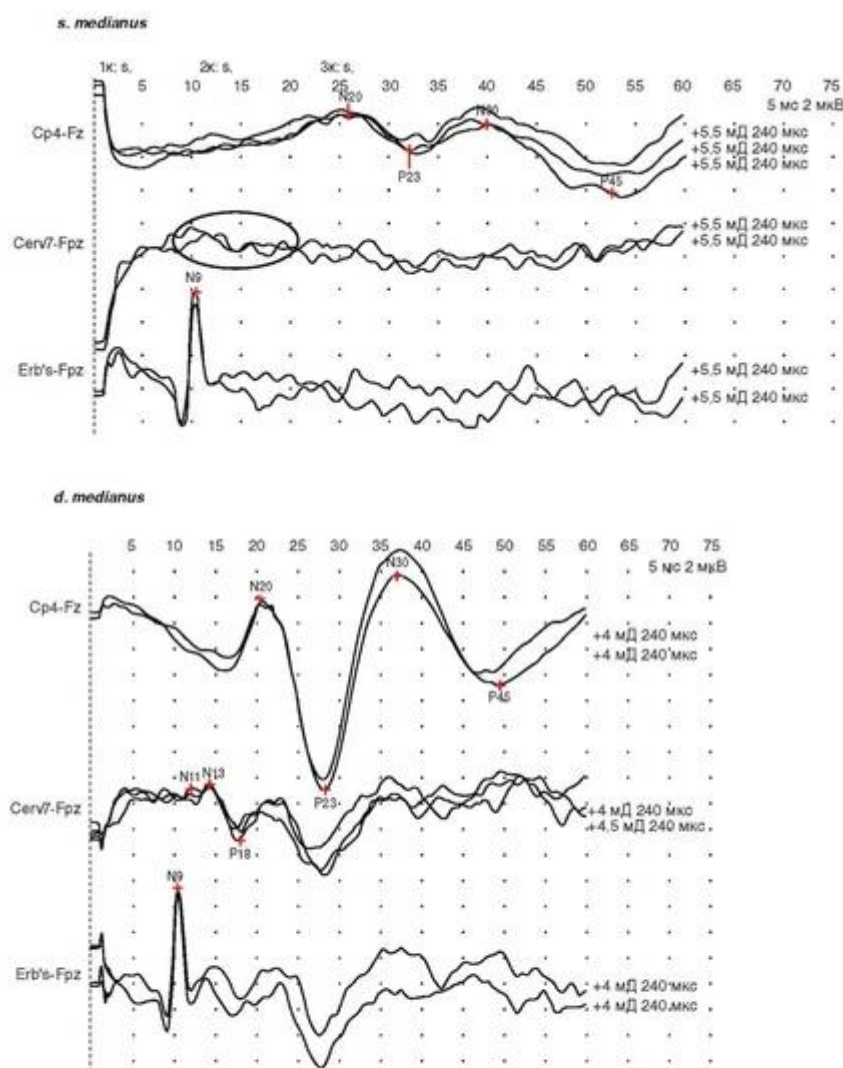 s. medianus
1к: s, 2к: s, 3к: s,
5 10 15 20 25 30 35 40 45 50 55 60 65 70 75
5 мс 2 мкВ
N20 N30
Cp4-Fz
+5,5 мД 240 мкс
+5,5 мД 240 мкс
+5,5 мД 240 мкс
P23 P45
Cerv7-Fpz
+5,5 мД 240 мкс
+5,5 мД 240 мкс
N9
Erb's-Fpz
+5,5 мД 240 мкс
+5,5 мД 240 мкс
d. medianus
5 10 15 20 25 30 35 40 45 50 55 60 65 70 75
5 мс 2 мкВ
N20 N30
Cp4-Fz
+4 мД 240 мкс
+4 мД 240 мкс
P45
P23
N11 N13
Cerv7-Fpz
+4 мД 240 мкс
+4,5 мД 240 мкс
P18
N9
Erb's-Fpz
+4 мД 240 мкс
+4 мД 240 мкс